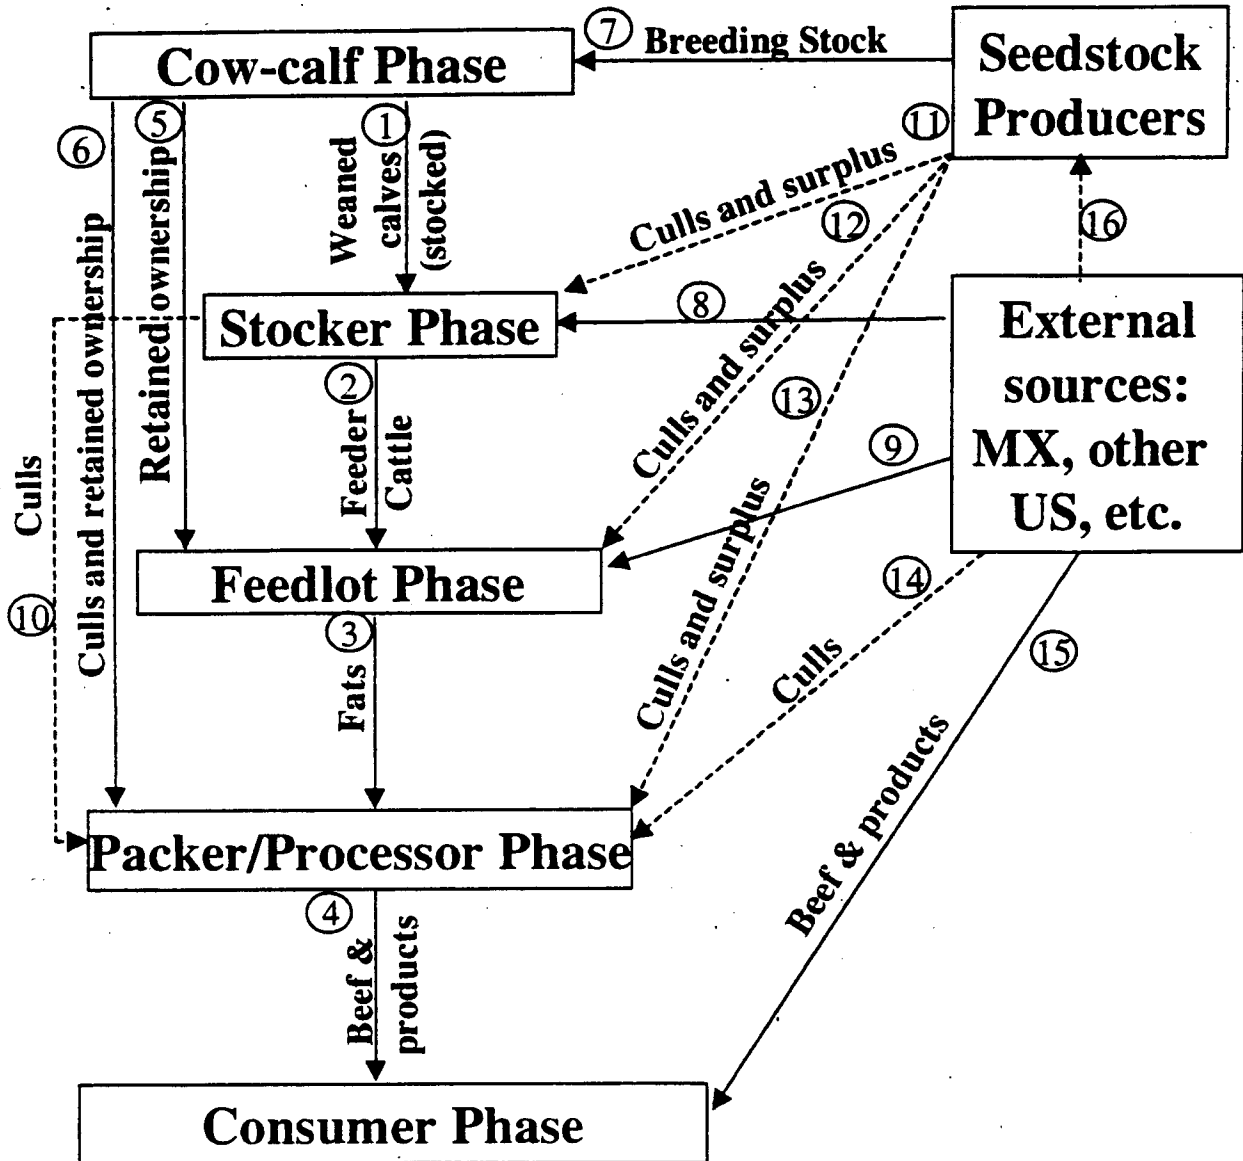 ⑦
Breeding Stock
Cow-calf Phase
Seedstock
Producers
⑥
⑤
①
⑪
Culls and retained ownership
Retained ownership
Weaned
calves
(stocked)
Culls and surplus
⑫
⑯
Culls and surplus
⑧
Stocker Phase
External
sources:
MX, other
US, etc.
②
Feeder
Cattle
⑬
⑨
Culls
Culls and surplus
Feedlot Phase
⑭
⑩
③
Fats
Culls
⑮
Packer/Processor Phase
Beef & products
④
Beef &
products
Consumer Phase